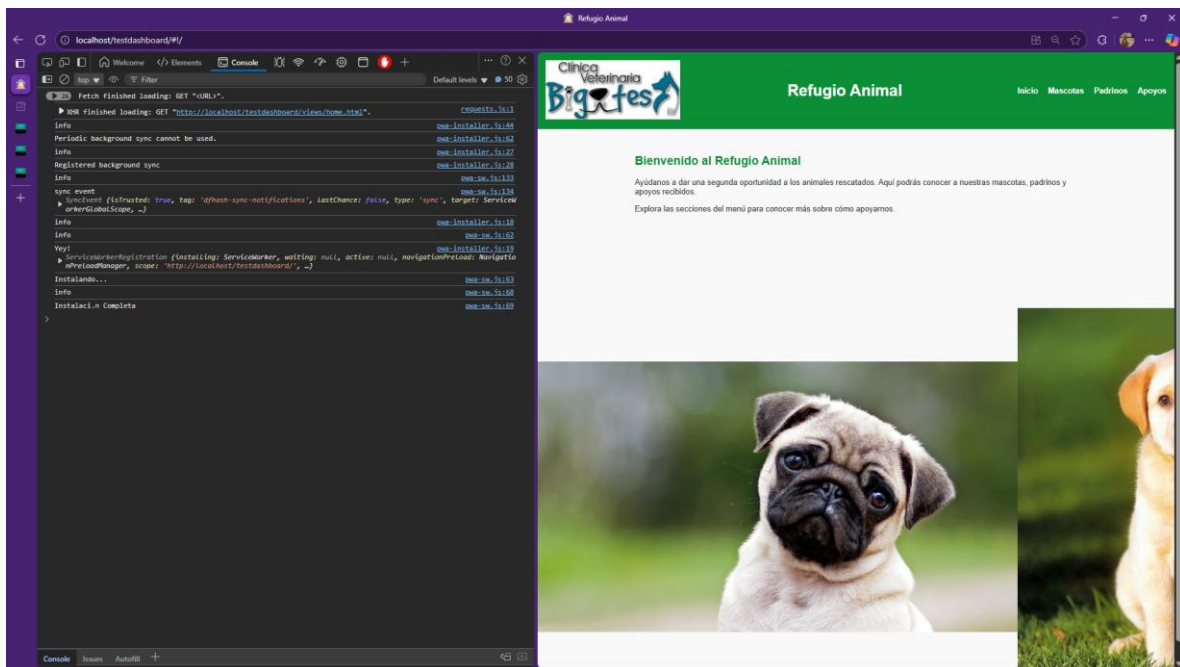 Refugio Animal
localhost/testdashboard/#!/
Welcome </> Elements Console
top Filter Default levels 50
Fetch finished loading: GET "<URL>".
XHR finished loading: GET "http://localhost/testdashboard/views/home.html". requests.js:1
info pwa-installer.js:44
Periodic background sync cannot be used. pwa-installer.js:62
info pwa-installer.js:27
Registered background sync pwa-installer.js:28
info pwa-sw.js:133
sync event pwa-sw.js:134
SyncEvent {isTrusted: true, tag: 'dfhash-sync-notifications', lastChance: false, type: 'sync', target: ServiceW
orkerGlobalScope, …}
info pwa-installer.js:18
info pwa-sw.js:62
Yey! pwa-installer.js:19
ServiceWorkerRegistration {installing: ServiceWorker, waiting: null, active: null, navigationPreload: Navigatio
nPreloadManager, scope: 'http://localhost/testdashboard/', …}
Instalando... pwa-sw.js:63
info pwa-sw.js:68
Instalaci.n Completa pwa-sw.js:69
Console Issues Autofill
Clínica
Veterinaria
Bigotes
Refugio Animal
Inicio Mascotas Padrinos Apoyos
Bienvenido al Refugio Animal
Ayúdanos a dar una segunda oportunidad a los animales rescatados. Aquí podrás conocer a nuestras mascotas, padrinos y
apoyos recibidos.
Explora las secciones del menú para conocer más sobre cómo apoyarnos.